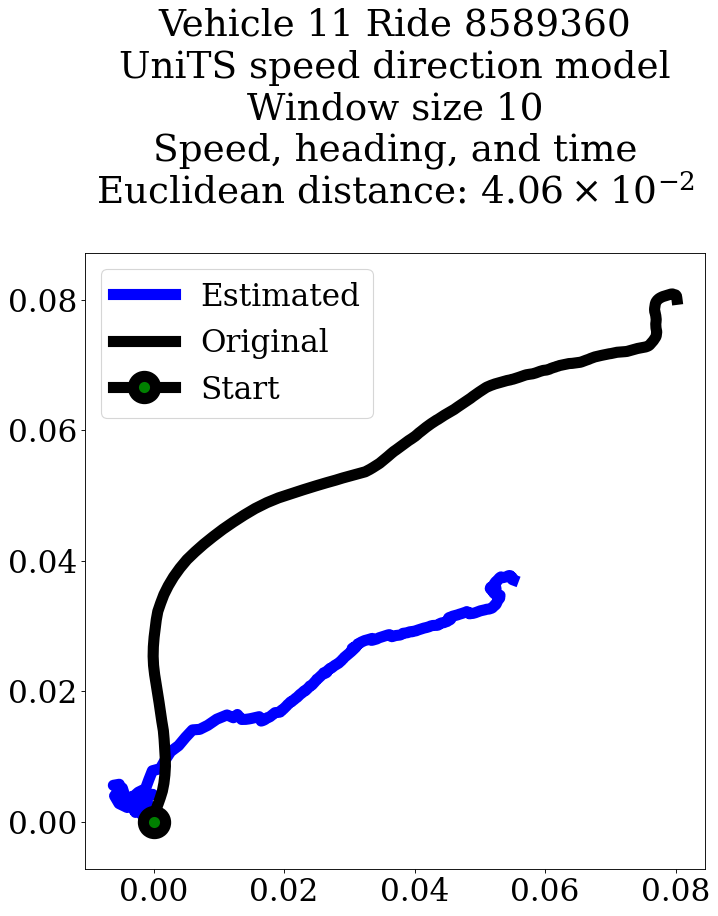 Vehicle 11 Ride 8589360
UniTS speed direction model
Window size 10
Speed, heading, and time
Euclidean distance: 4.06 × 10⁻²
Estimated
Original
Start
0.08
0.06
0.04
0.02
0.00
0.00 0.02 0.04 0.06 0.08